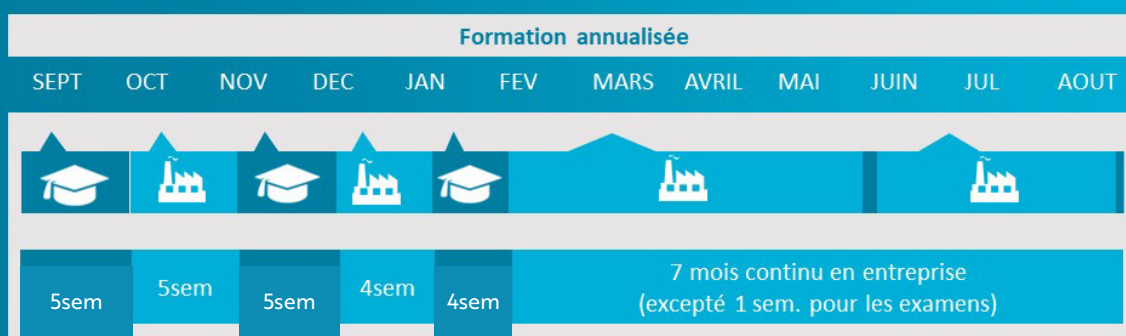 Formation annualisée
SEPT OCT NOV DEC JAN FEV MARS AVRIL MAI JUIN JUL AOUT
5sem 5sem 5sem 4sem 4sem
7 mois continu en entreprise
(excepté 1 sem. pour les examens)